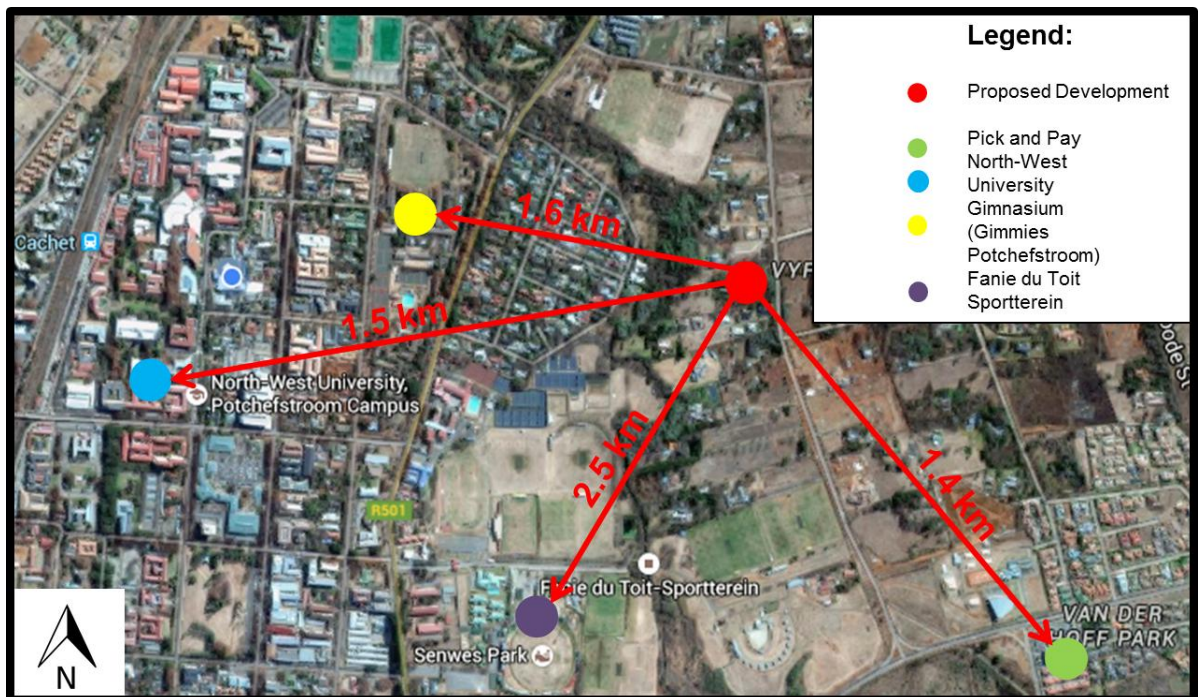 Legend:
Proposed Development
Pick and Pay
North-West
University
Gimnasium
(Gimmies
Potchefstroom)
Fanie du Toit
Sportterein
1.6 km
Cachet
1.5 km
North-West University,
Potchefstroom Campus
2.5 km
1.4 km
R501
Fanie du Toit-Sportterein
VAN DER
HOFF PARK
Senwes Park
N